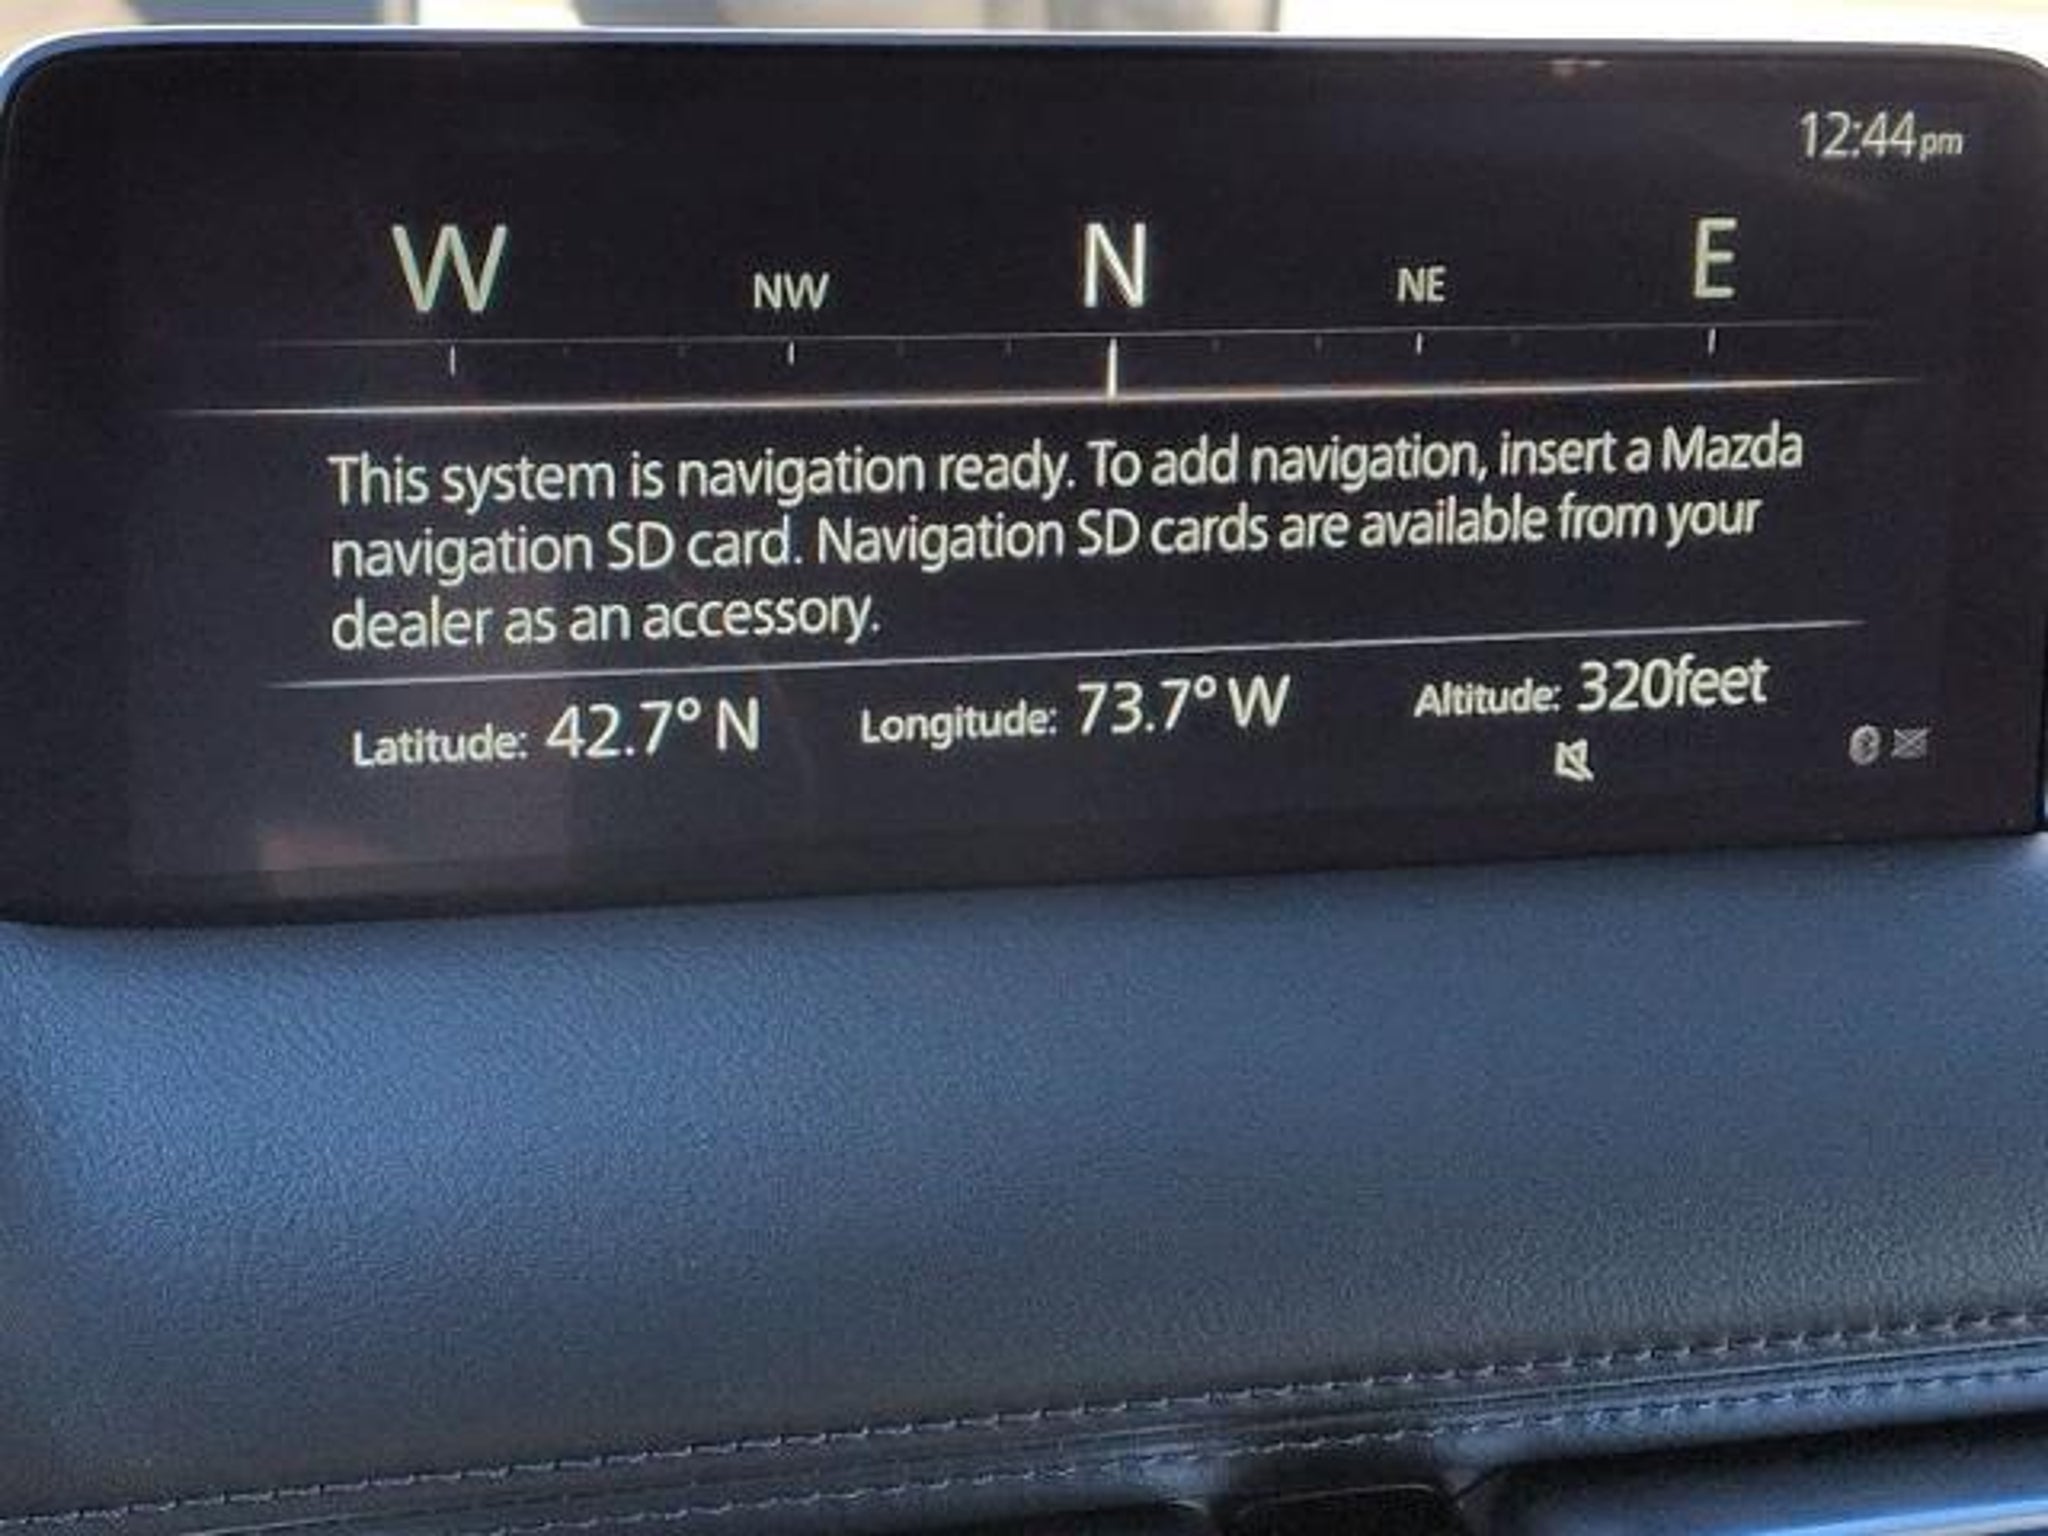 12:44pm
W NW N NE E
This system is navigation ready. To add navigation, insert a Mazda
navigation SD card. Navigation SD cards are available from your
dealer as an accessory.
Latitude: 42.7° N Longitude: 73.7° W Altitude: 320feet